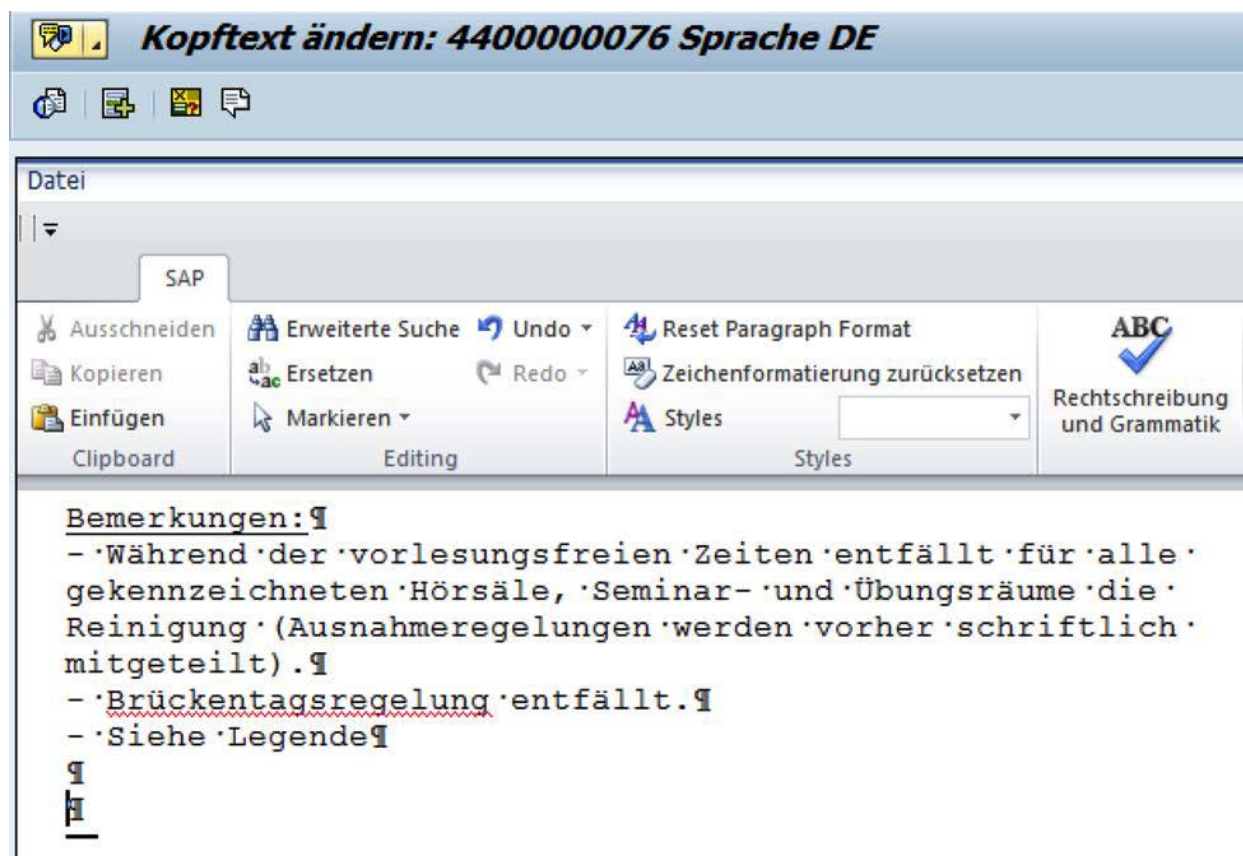 Kopftext ändern: 4400000076 Sprache DE
Datei
SAP
Ausschneiden Erweiterte Suche Undo Reset Paragraph Format ABC
Kopieren Ersetzen Redo Zeichenformatierung zurücksetzen
Einfügen Markieren Styles Rechtschreibung und Grammatik
Clipboard Editing Styles
Bemerkungen:¶
-·Während·der·vorlesungsfreien·Zeiten·entfällt·für·alle·
gekennzeichneten·Hörsäle,·Seminar-·und·Übungsräume·die·
Reinigung·(Ausnahmeregelungen·werden·vorher·schriftlich·
mitgeteilt).¶
-·Brückentagsregelung·entfällt.¶
-·Siehe·Legende¶
¶
¶